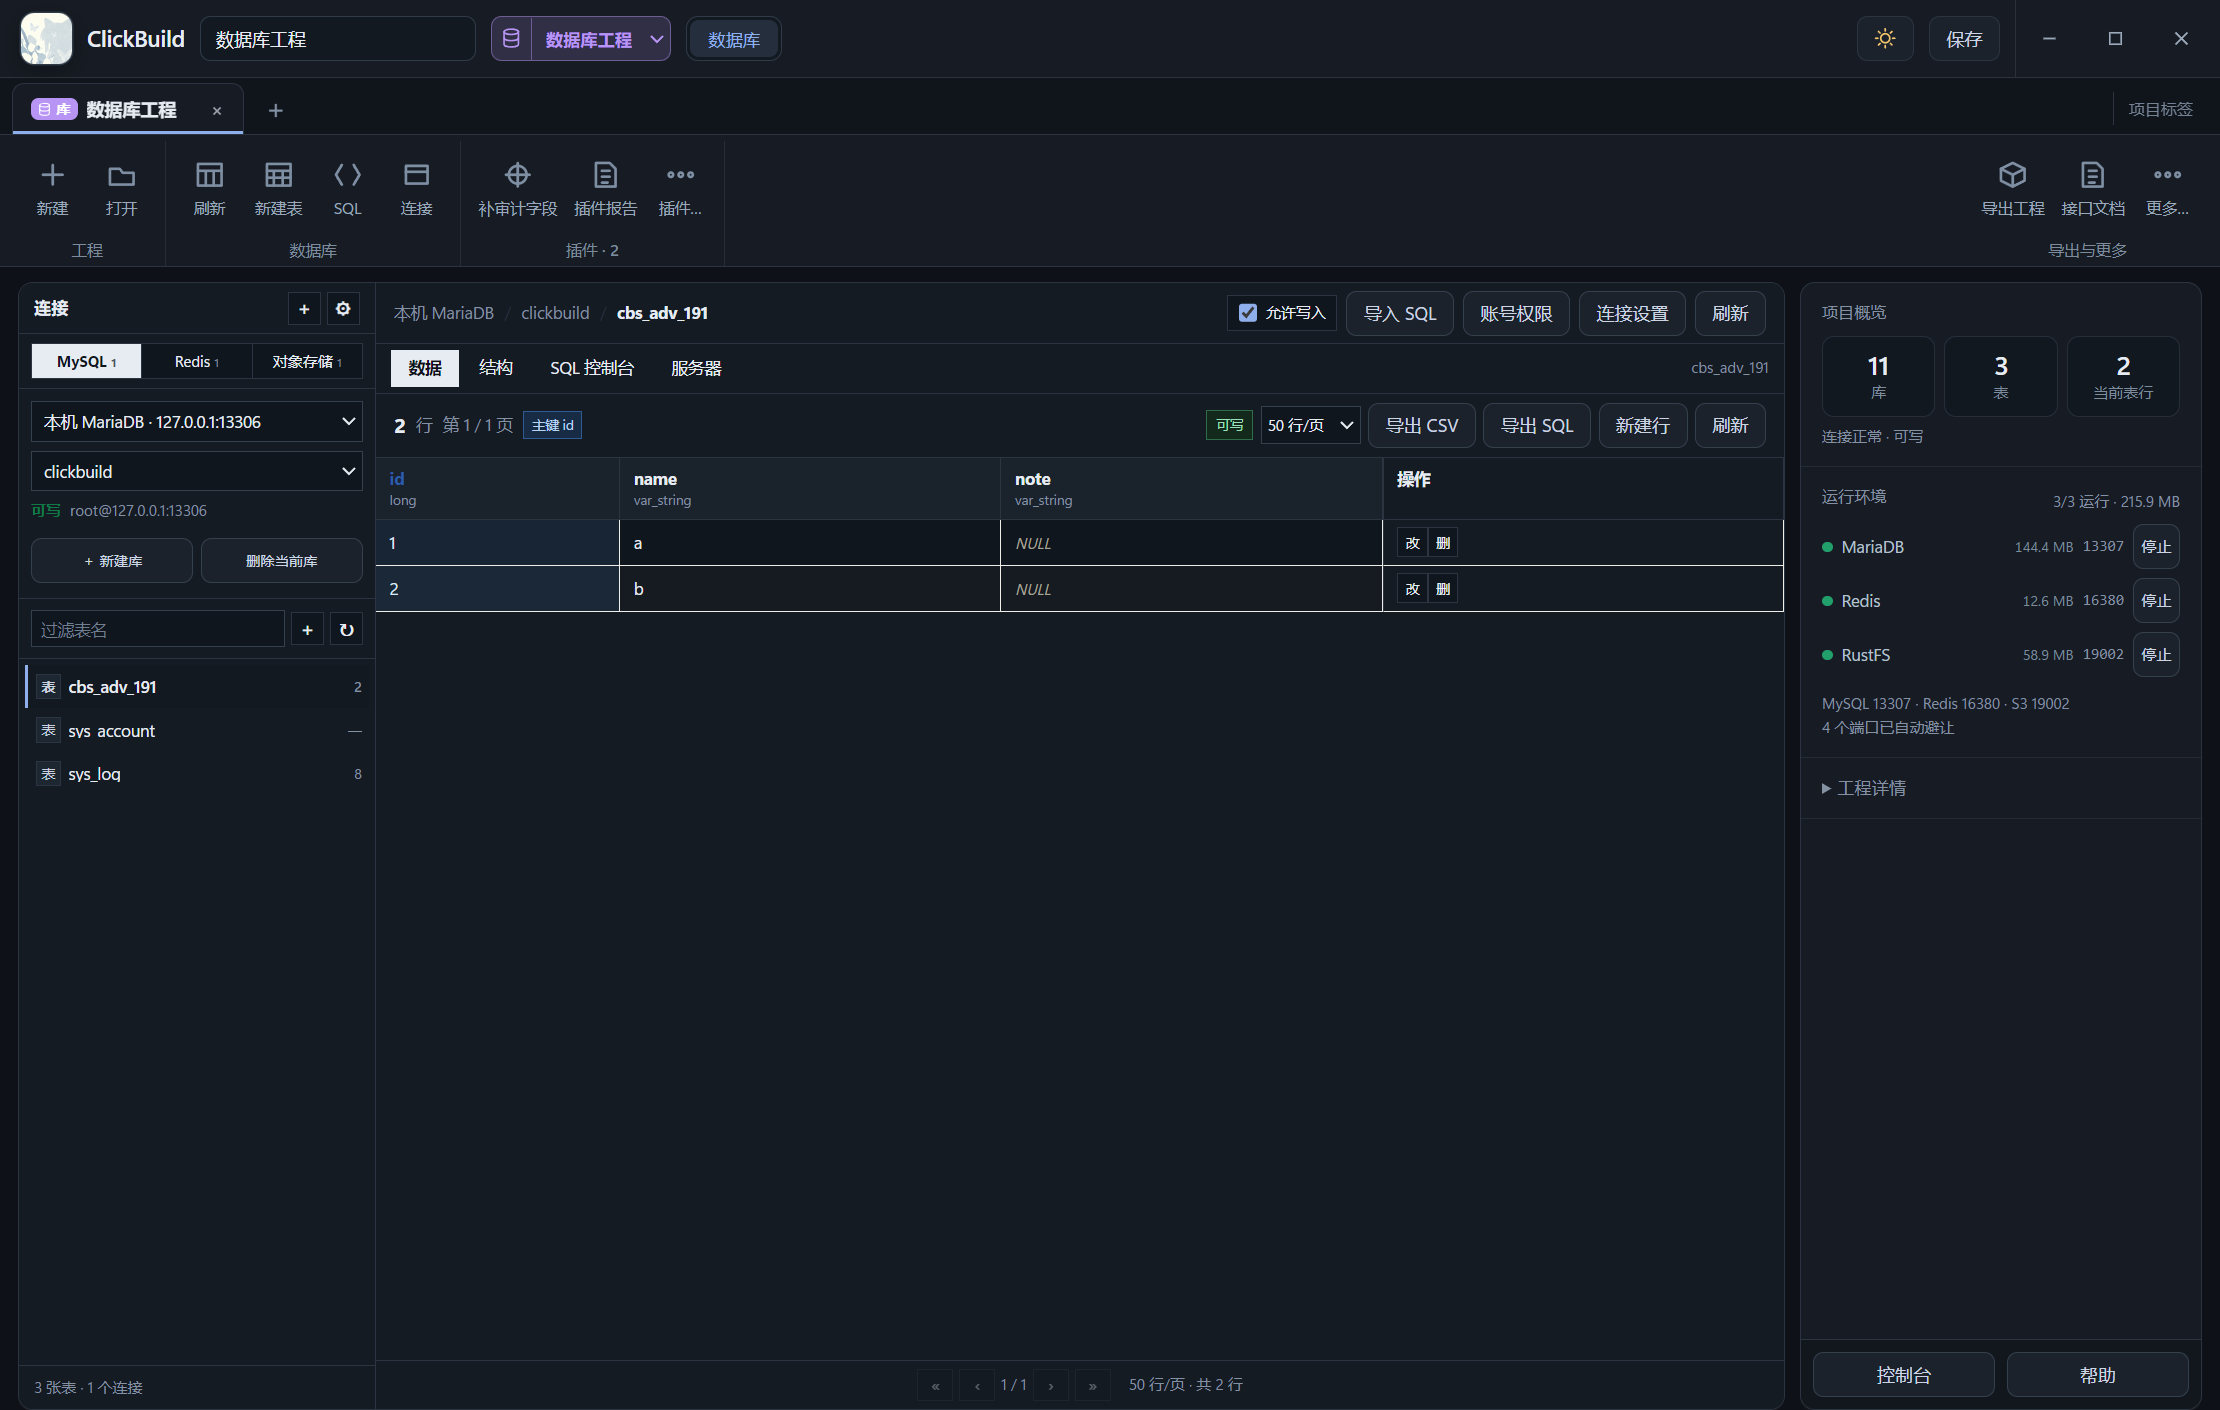 ClickBuild
数据库工程
数据库工程
数据库
保存
库 数据库工程 ×
+
项目标签
新建
打开
工程
刷新
新建表
SQL
连接
数据库
补审计字段
插件报告
插件...
插件 · 2
导出工程
接口文档
更多...
导出与更多
连接
+
MySQL 1
Redis 1
对象存储 1
本机 MariaDB · 127.0.0.1:13306
clickbuild
可写 root@127.0.0.1:13306
+ 新建库
删除当前库
过滤表名
+
表 cbs_adv_191 2
表 sys_account —
表 sys_log 8
3 张表 · 1 个连接
本机 MariaDB / clickbuild / cbs_adv_191
允许写入
导入 SQL
账号权限
连接设置
刷新
数据
结构
SQL 控制台
服务器
cbs_adv_191
2 行 第 1 / 1 页 主键 id
可写
50 行/页
导出 CSV
导出 SQL
新建行
刷新
id name note 操作
long var_string var_string
1 a NULL 改 删
2 b NULL 改 删
« ‹ 1 / 1 › » 50 行/页 · 共 2 行
项目概览
11 3 2
库 表 当前表行
连接正常 · 可写
运行环境 3/3 运行 · 215.9 MB
MariaDB 144.4 MB 13307 停止
Redis 12.6 MB 16380 停止
RustFS 58.9 MB 19002 停止
MySQL 13307 · Redis 16380 · S3 19002
4 个端口已自动避让
▶ 工程详情
控制台
帮助